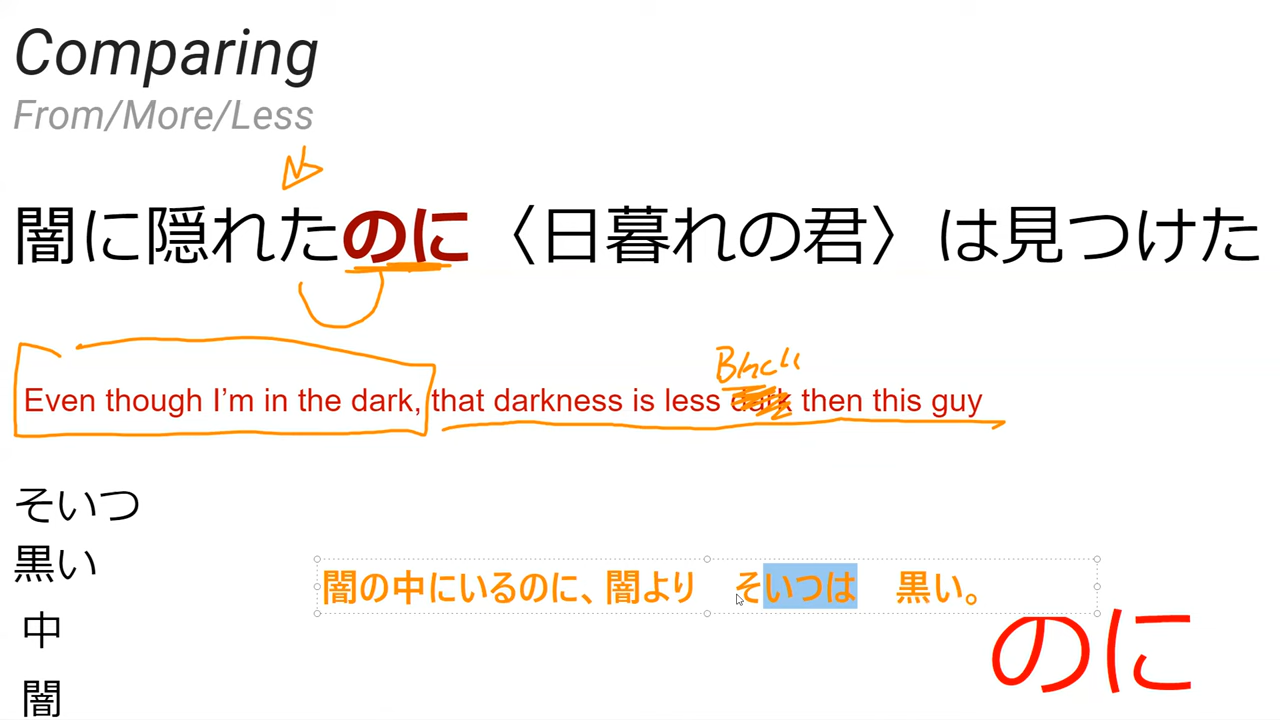 Comparing
From/More/Less
闇に隠れたのに〈日暮れの君〉は見つけた
Black
Even though I'm in the dark, that darkness is less dark then this guy
そいつ
黒い
闇の中にいるのに、闇より そいつは 黒い。
中
のに
闇